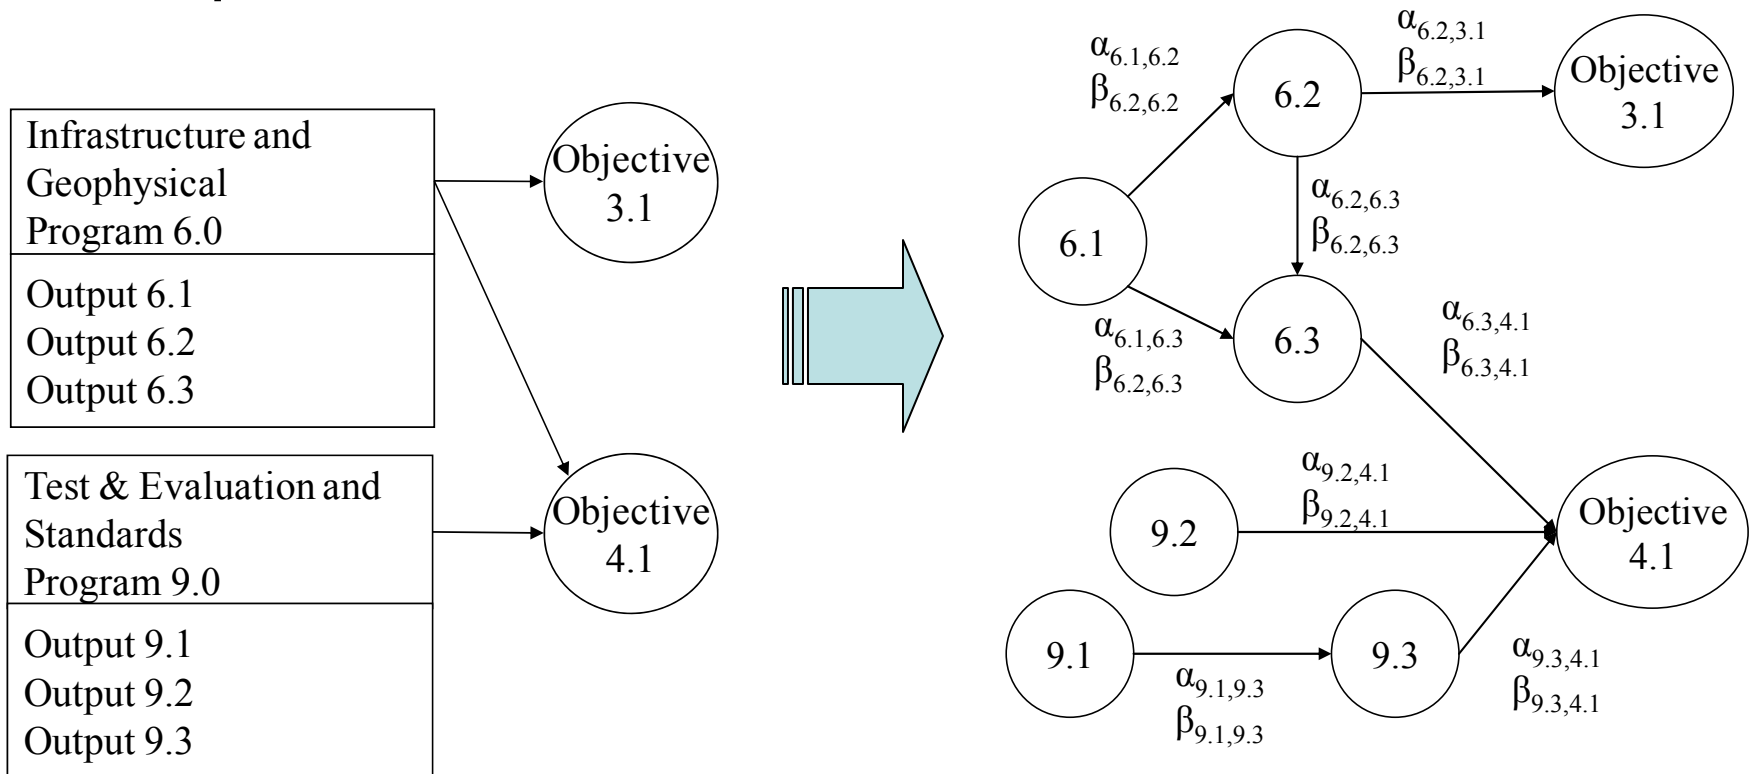 Infrastructure and
Geophysical
Program 6.0
Output 6.1
Output 6.2
Output 6.3
Test & Evaluation and
Standards
Program 9.0
Output 9.1
Output 9.2
Output 9.3
Objective
3.1
Objective
4.1
α6.1,6.2
β6.2,6.2
6.2
α6.2,3.1
β6.2,3.1
Objective
3.1
6.1
α6.2,6.3
β6.2,6.3
α6.1,6.3
β6.2,6.3
6.3
α6.3,4.1
β6.3,4.1
9.2
α9.2,4.1
β9.2,4.1
Objective
4.1
9.1
α9.1,9.3
β9.1,9.3
9.3
α9.3,4.1
β9.3,4.1